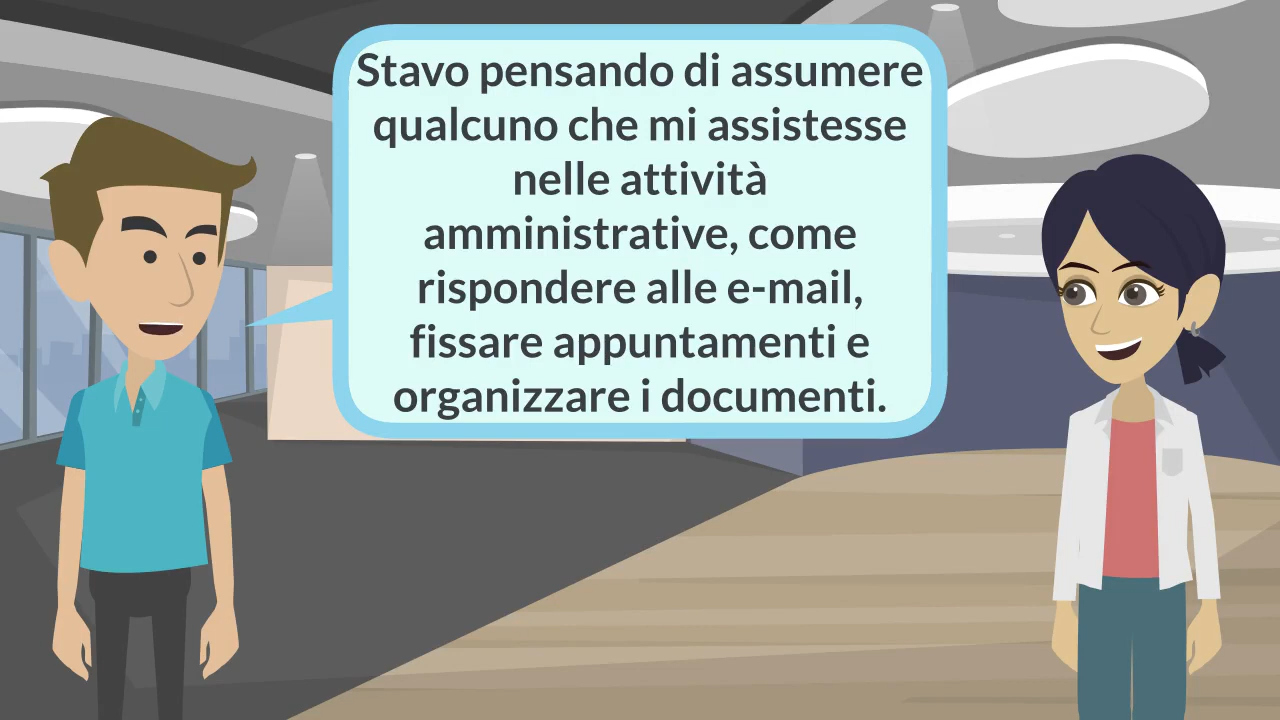 Stavo pensando di assumere
qualcuno che mi assistesse
nelle attività
amministrative, come
rispondere alle e-mail,
fissare appuntamenti e
organizzare i documenti.